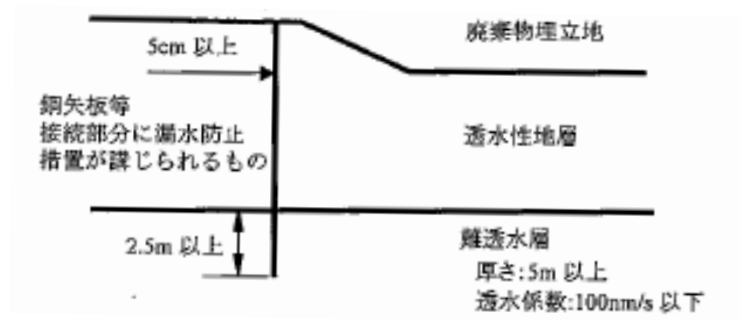 廃棄物埋立地
5cm 以上
鋼矢板等
接続部分に漏水防止
措置が講じられるもの
透水性地層
2.5m 以上
難透水層
厚さ:5m 以上
透水係数:100nm/s 以下